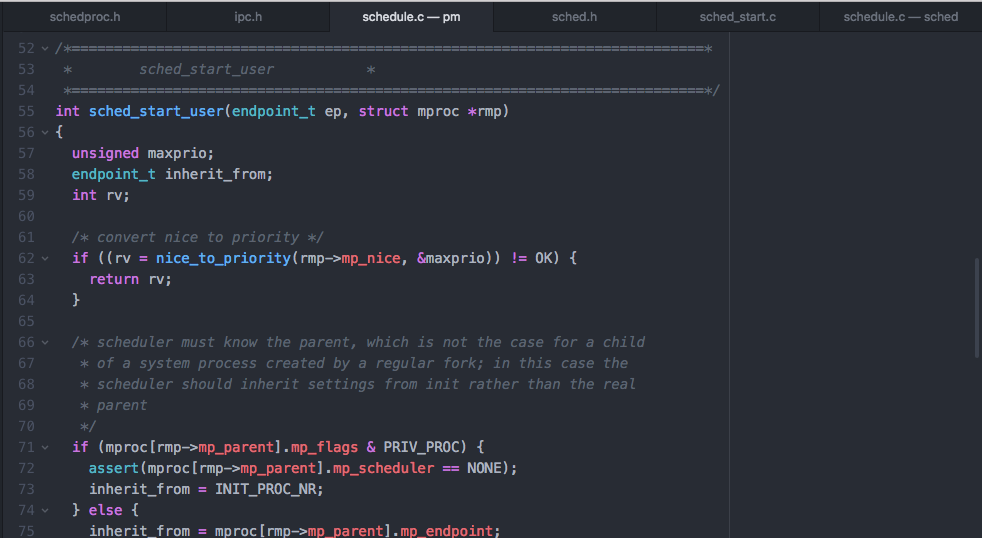 schedproc.h ipc.h schedule.c — pm sched.h sched_start.c schedule.c — sched
52 /*===========================================================================*
53  *        sched_start_user           *
54  *===========================================================================*/
55 int sched_start_user(endpoint_t ep, struct mproc *rmp)
56 {
57   unsigned maxprio;
58   endpoint_t inherit_from;
59   int rv;
60
61   /* convert nice to priority */
62   if ((rv = nice_to_priority(rmp->mp_nice, &maxprio)) != OK) {
63     return rv;
64   }
65
66   /* scheduler must know the parent, which is not the case for a child
67    * of a system process created by a regular fork; in this case the
68    * scheduler should inherit settings from init rather than the real
69    * parent
70    */
71   if (mproc[rmp->mp_parent].mp_flags & PRIV_PROC) {
72     assert(mproc[rmp->mp_parent].mp_scheduler == NONE);
73     inherit_from = INIT_PROC_NR;
74   } else {
75     inherit_from = mproc[rmp->mp_parent].mp_endpoint;